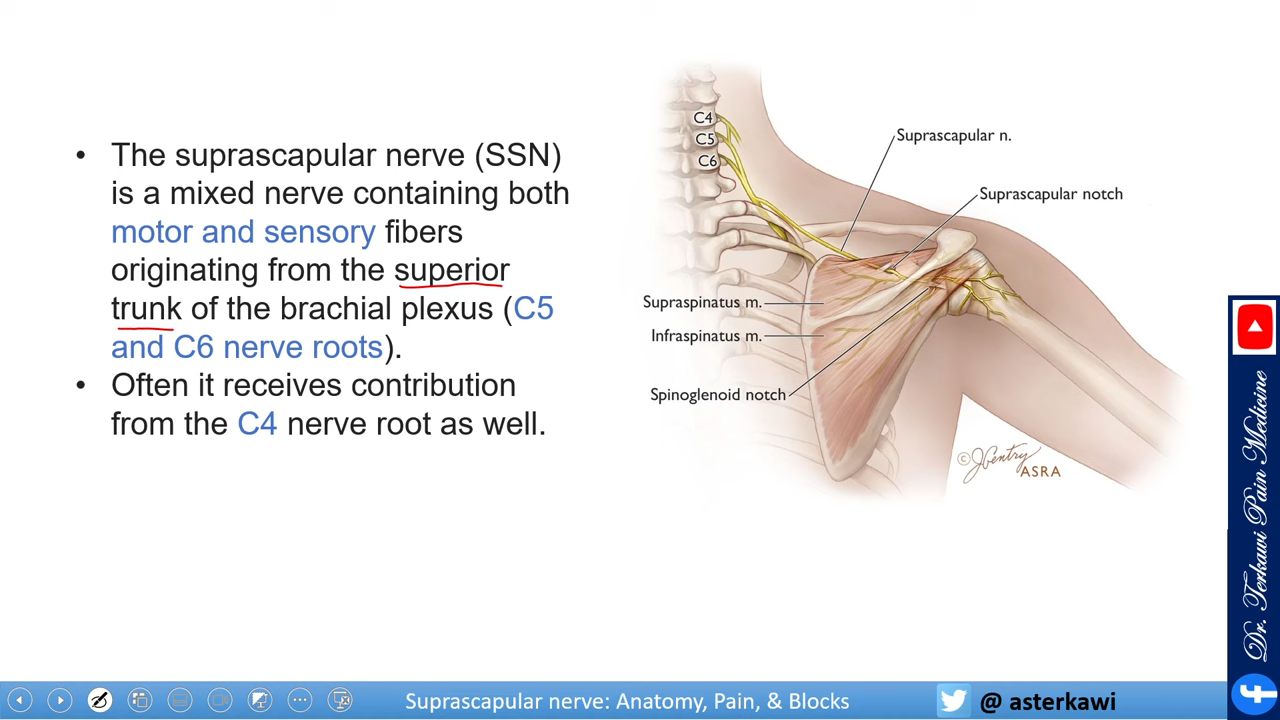 • The suprascapular nerve (SSN)
is a mixed nerve containing both
motor and sensory fibers
originating from the superior
trunk of the brachial plexus (C5
and C6 nerve roots).
• Often it receives contribution
from the C4 nerve root as well.
C4
C5
C6
Suprascapular n.
Suprascapular notch
Supraspinatus m.
Infraspinatus m.
Spinoglenoid notch
© JGentry
ASRA
Dr. Terkawi Pain Medicine
Suprascapular nerve: Anatomy, Pain, & Blocks
@ asterkawi